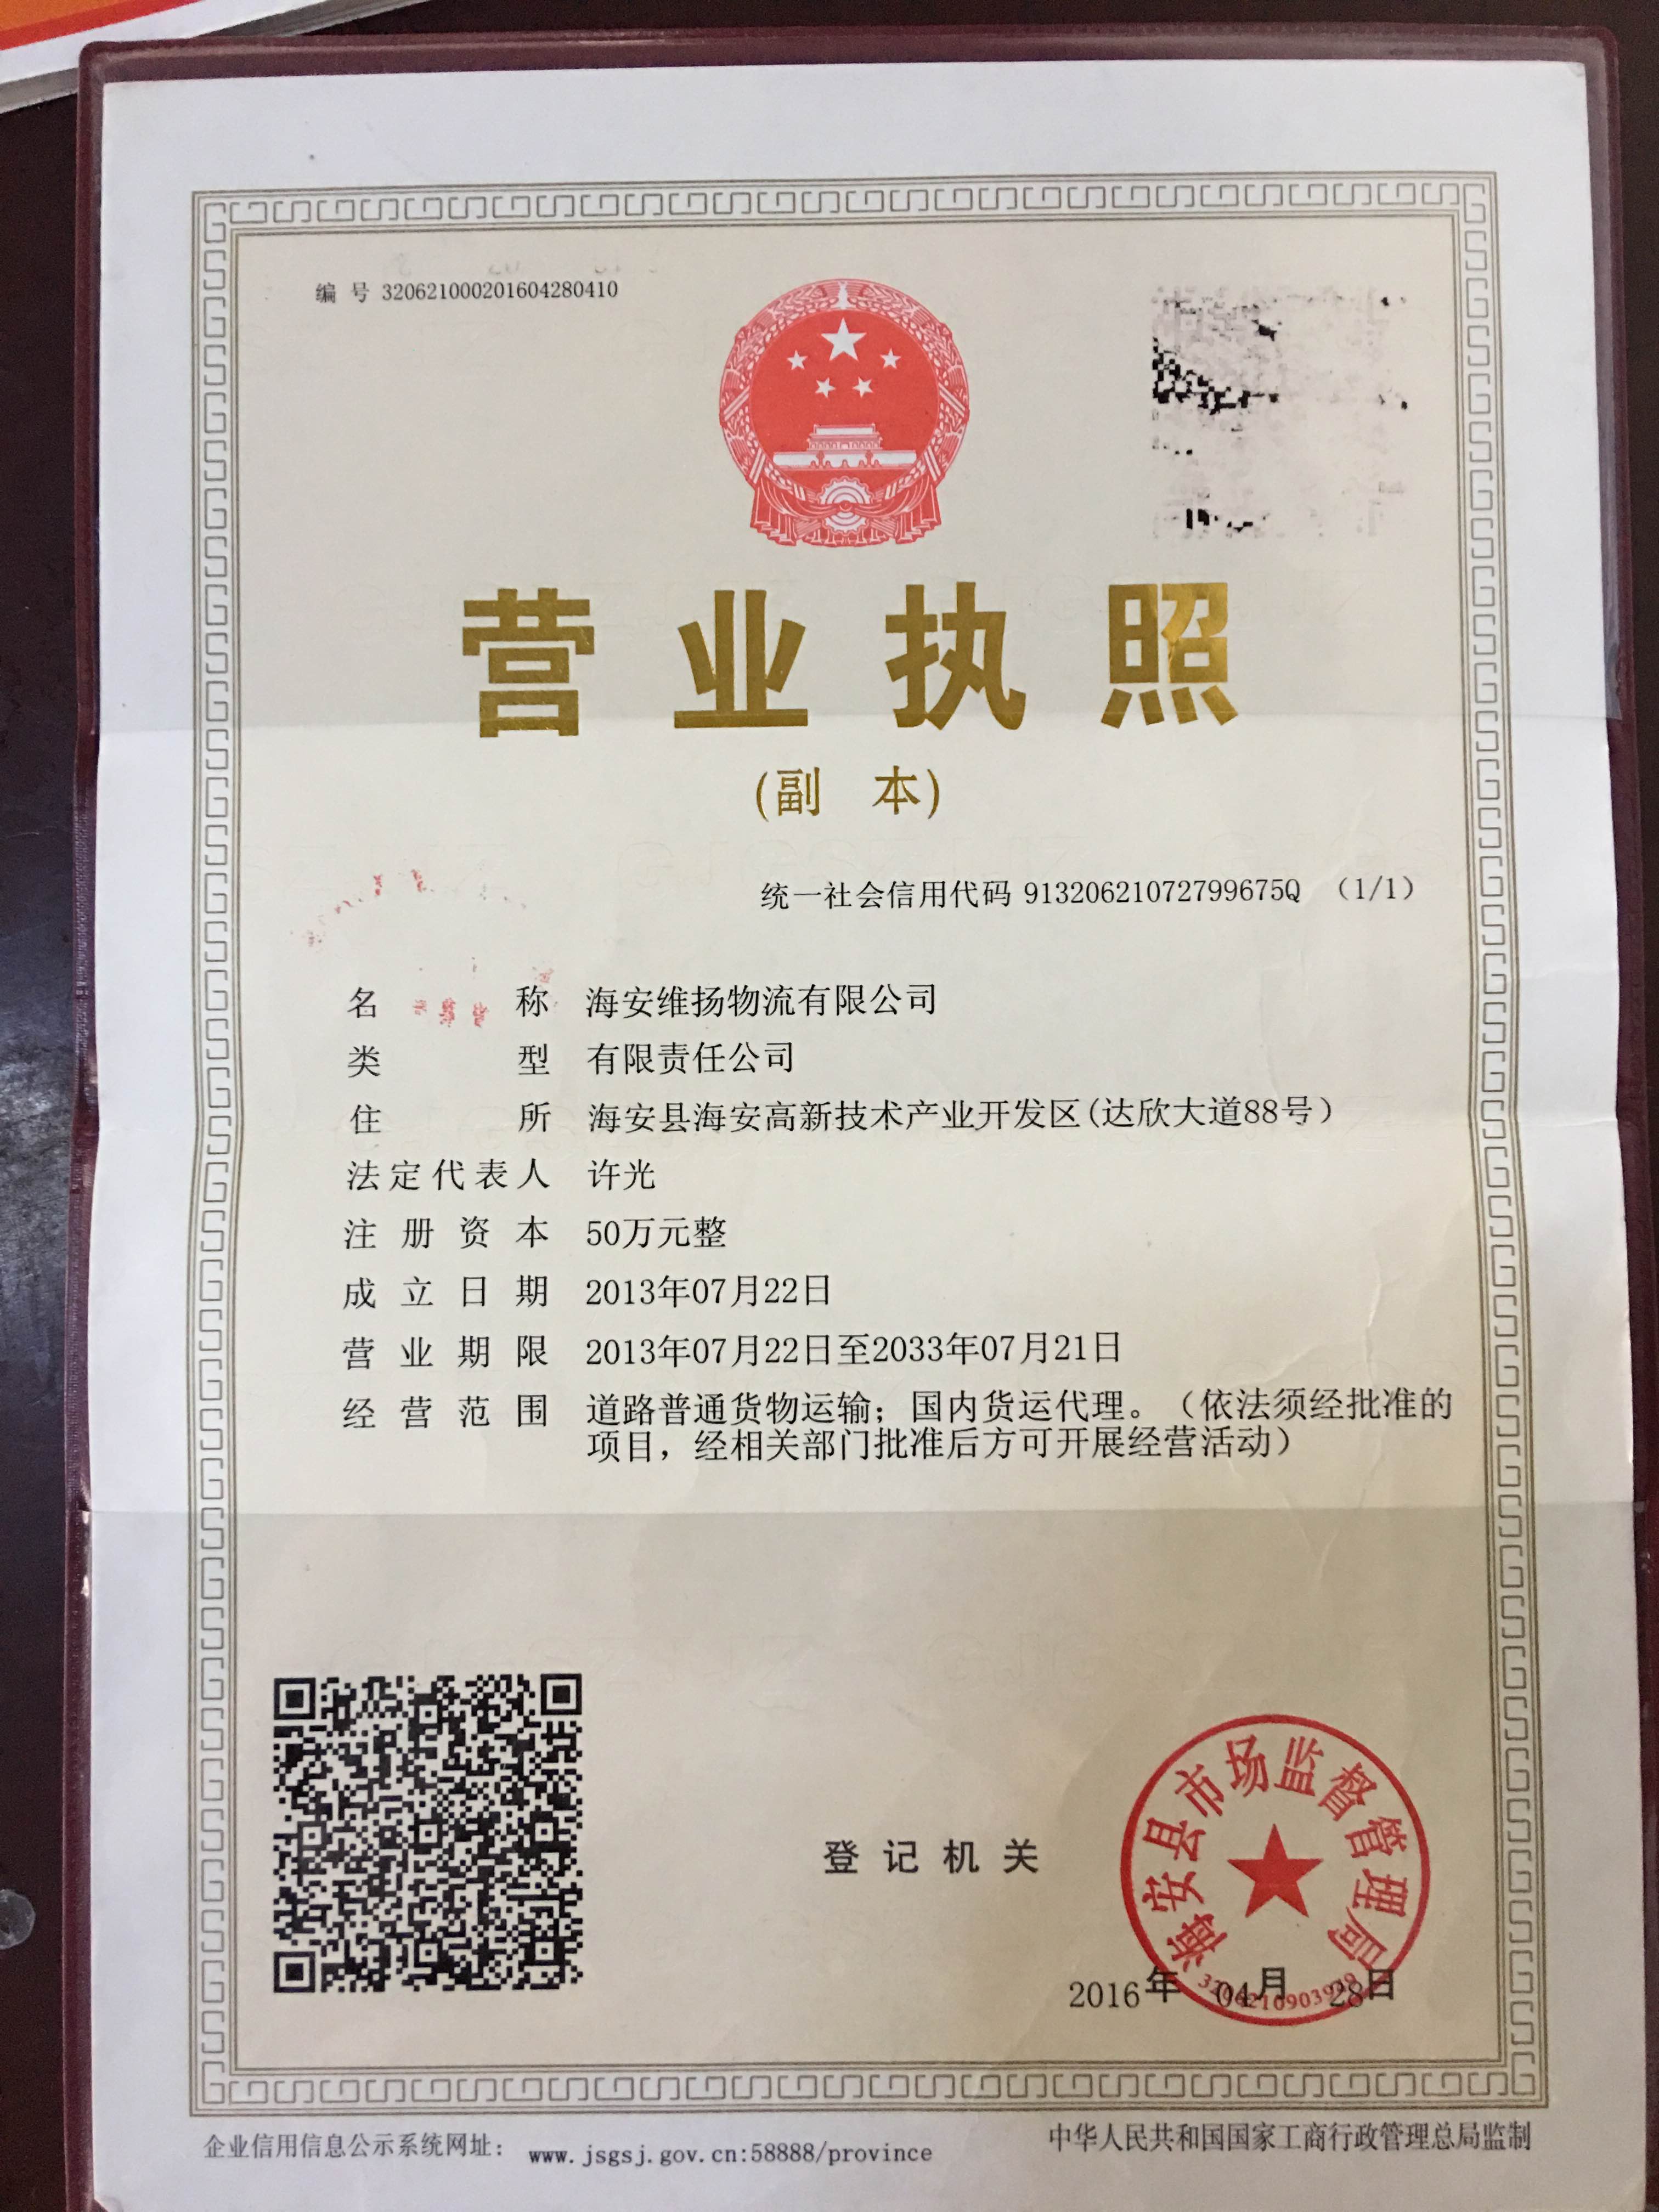 编 号 320621000201604280410
营业执照
(副 本)
统一社会信用代码 91320621072799675Q （1/1）
名称 海安维扬物流有限公司
类型 有限责任公司
住所 海安县海安高新技术产业开发区(达欣大道88号）
法定代表人 许光
注册资本 50万元整
成立日期 2013年07月22日
营业期限 2013年07月22日至2033年07月21日
经营范围 道路普通货物运输；国内货运代理。（依法须经批准的
项目，经相关部门批准后方可开展经营活动）
登记机关
海安县市场监督管理局
2016年 04月 28日
企业信用信息公示系统网址： www.jsgsj.gov.cn:58888/province
中华人民共和国国家工商行政管理总局监制